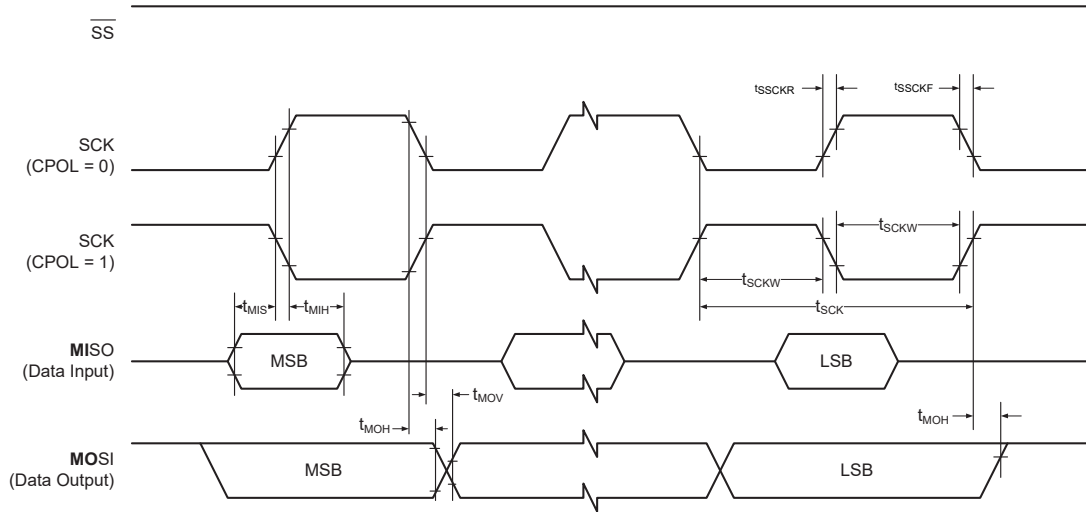 SS
tSSCKR
tSSCKF
SCK
(CPOL = 0)
SCK
(CPOL = 1)
tSCKW
tSCKW
tSCK
tMIS
tMIH
MISO
(Data Input)
MSB
LSB
tMOV
tMOH
tMOH
MOSI
(Data Output)
MSB
LSB